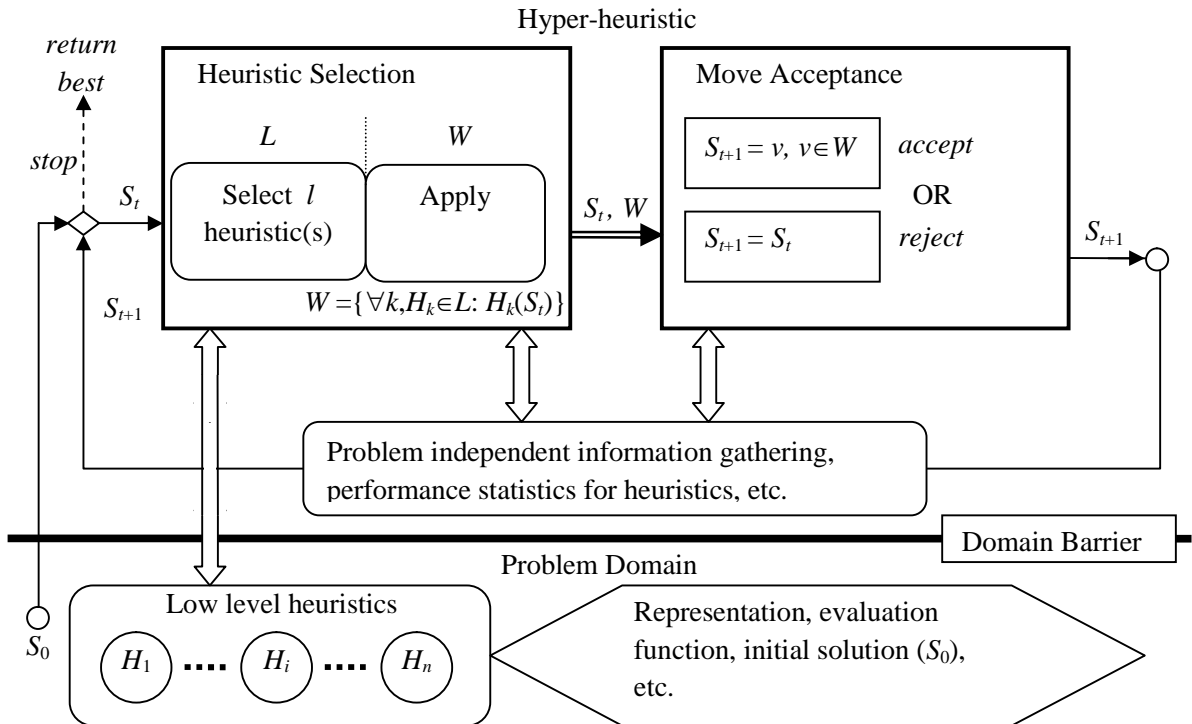 Hyper-heuristic
return
best
stop
S_t
S_{t+1}
Heuristic Selection
L
W
Select l
heuristic(s)
Apply
W ={∀k,H_k∈L: H_k(S_t)}
S_t, W
Move Acceptance
S_{t+1} = v, v∈W
accept
OR
S_{t+1} = S_t
reject
S_{t+1}
Problem independent information gathering,
performance statistics for heuristics, etc.
Domain Barrier
Problem Domain
S_0
Low level heuristics
H_1 .... H_i .... H_n
Representation, evaluation
function, initial solution (S_0),
etc.